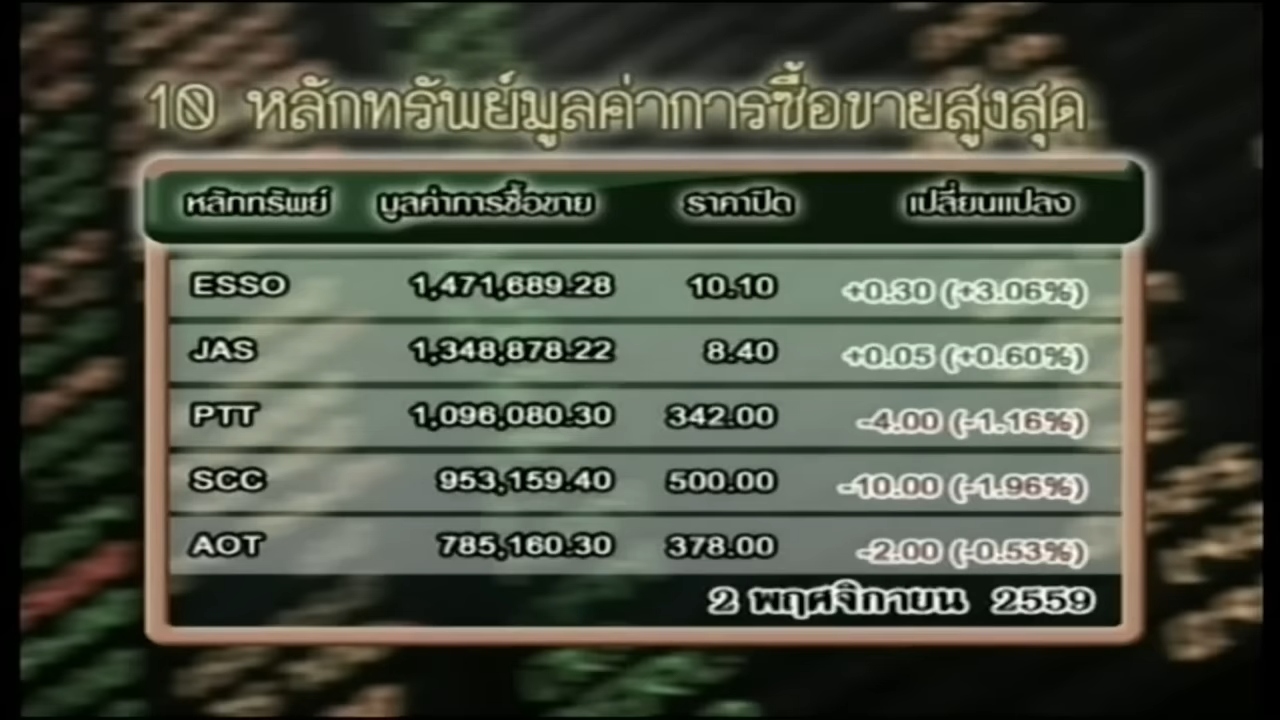 10 หลักทรัพย์มูลค่าการซื้อขายสูงสุด
หลักทรัพย์ มูลค่าการซื้อขาย ราคาปิด เปลี่ยนแปลง
ESSO 1,471,689.28 10.10 +0.30 (+3.06%)
JAS 1,348,878.22 8.40 +0.05 (+0.60%)
PTT 1,096,080.30 342.00 -4.00 (-1.16%)
SCC 953,159.40 500.00 -10.00 (-1.96%)
AOT 785,160.30 378.00 -2.00 (-0.53%)
2 พฤศจิกายน 2559